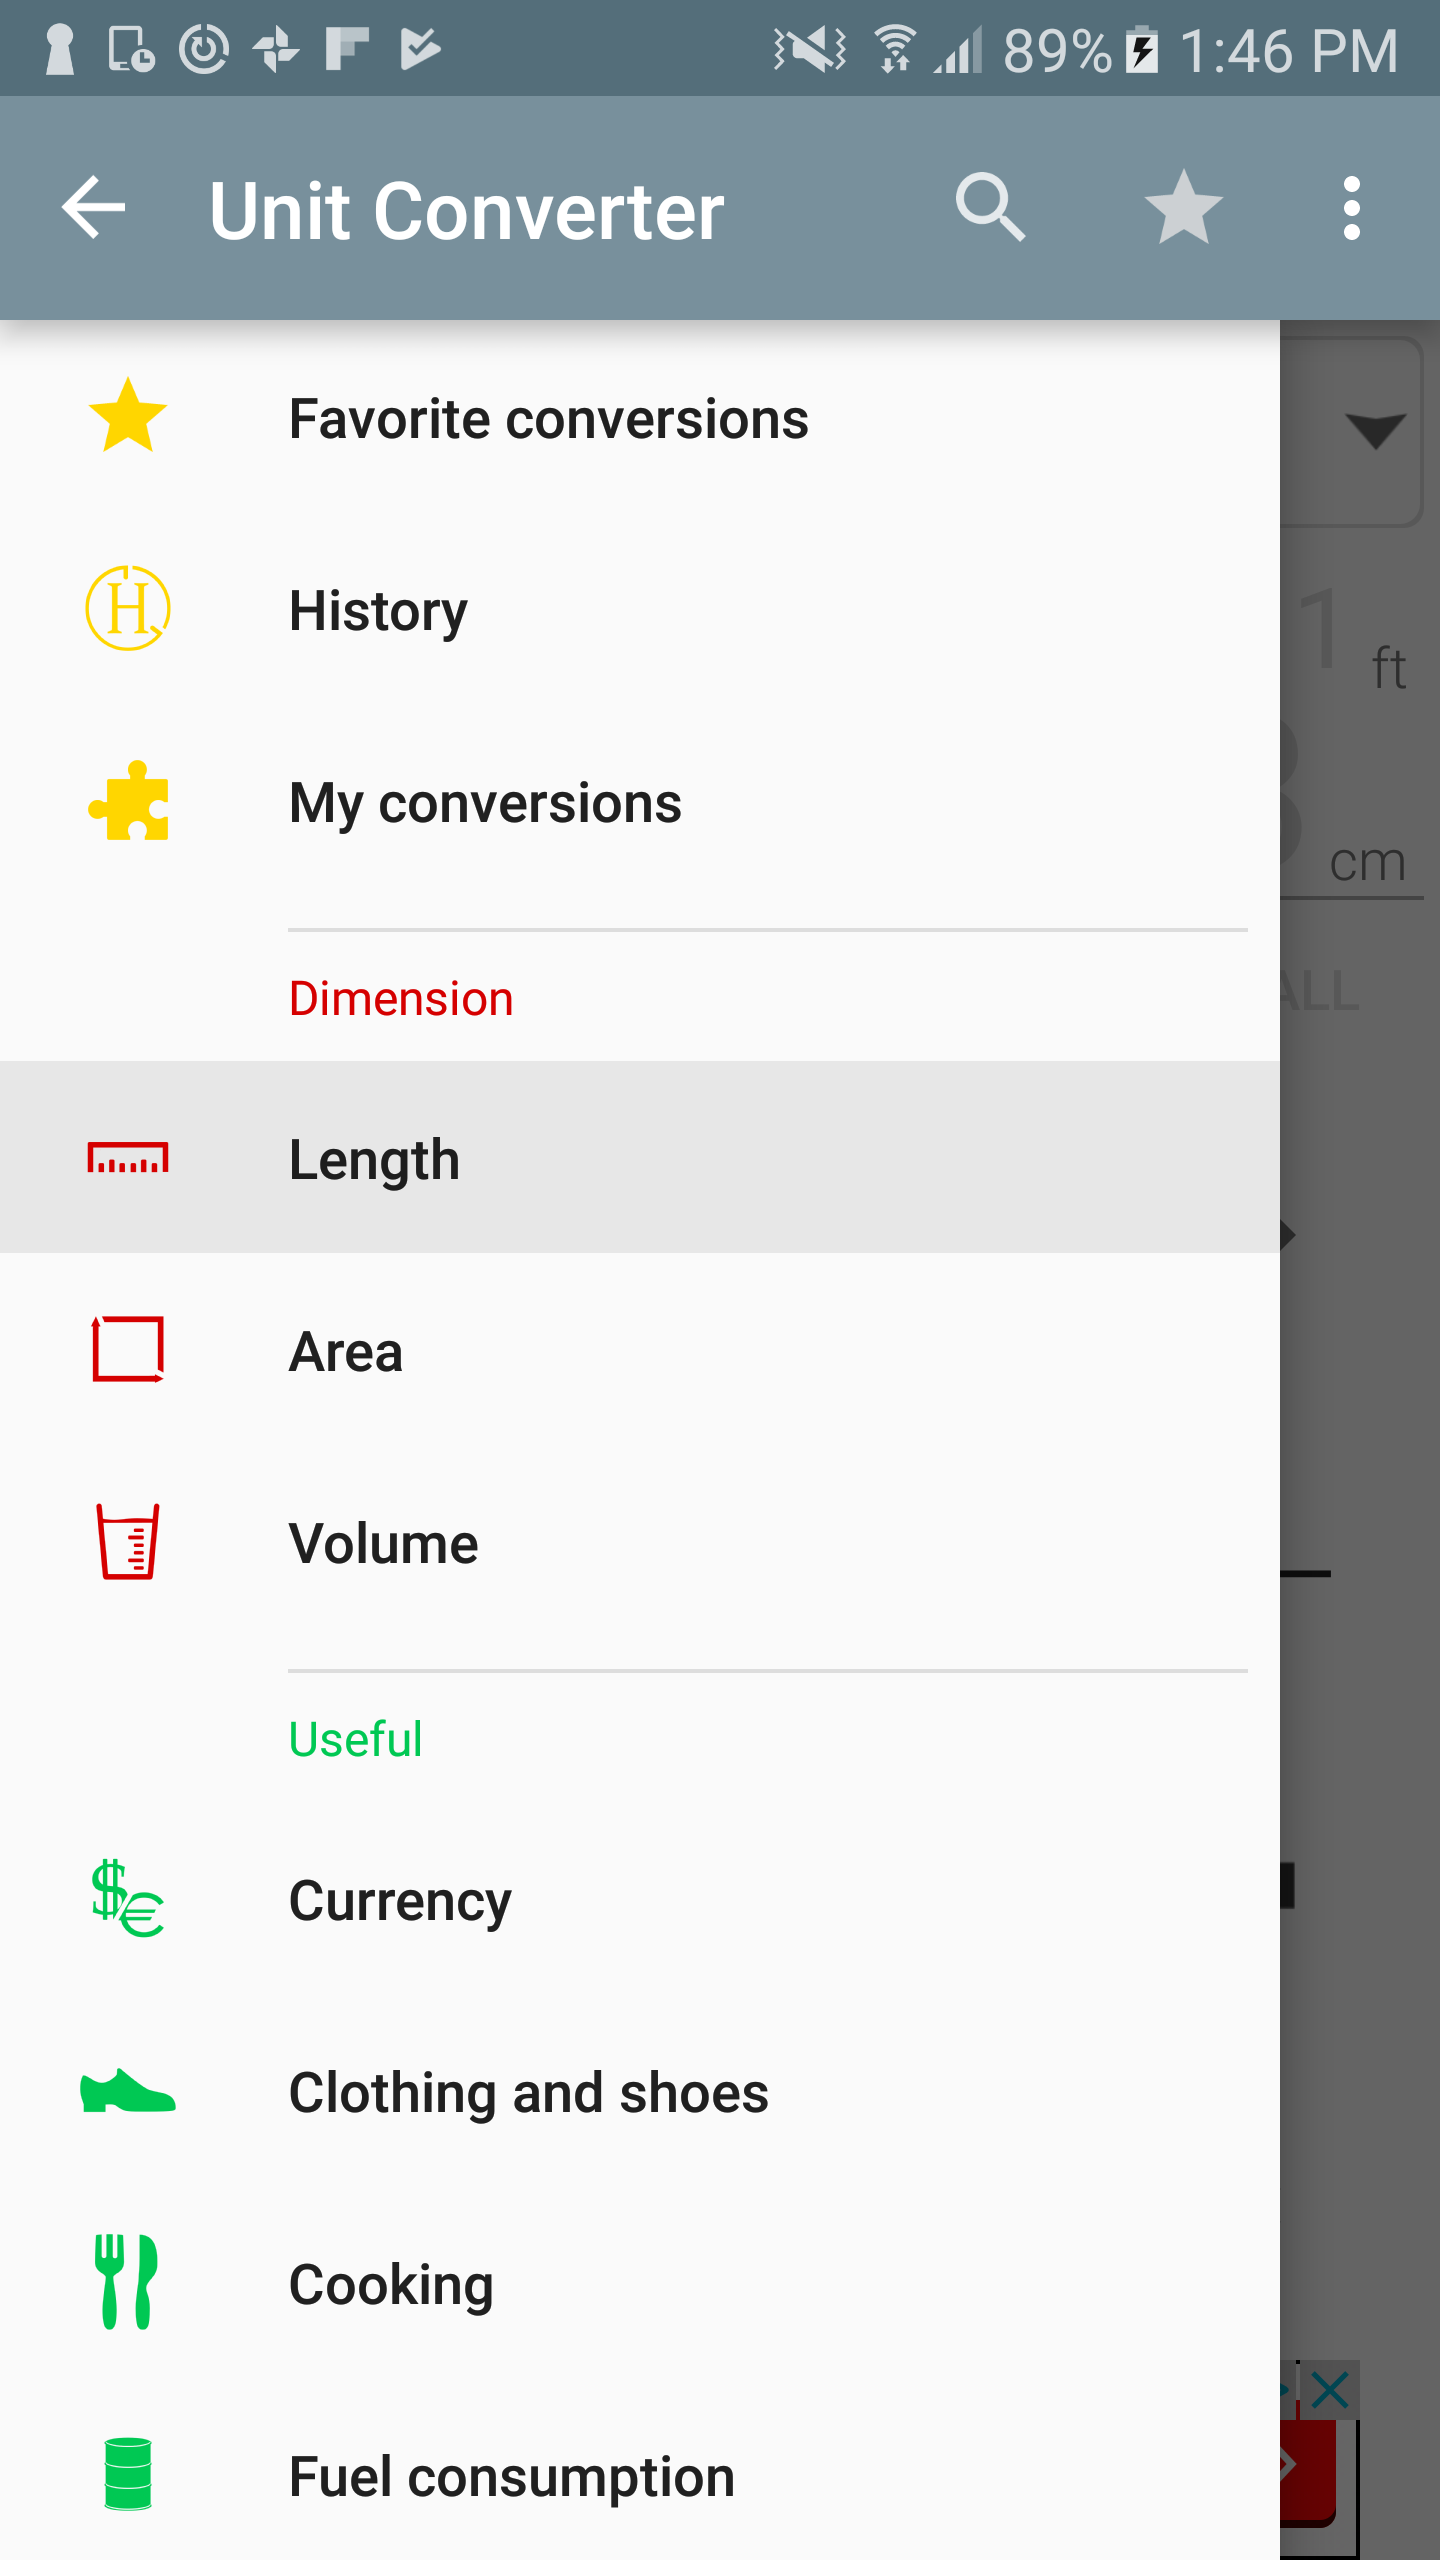 89% 1:46 PM
Unit Converter
Favorite conversions
History
1 ft
My conversions
cm
Dimension
ALL
Length
Area
Volume
Useful
Currency
Clothing and shoes
Cooking
Fuel consumption